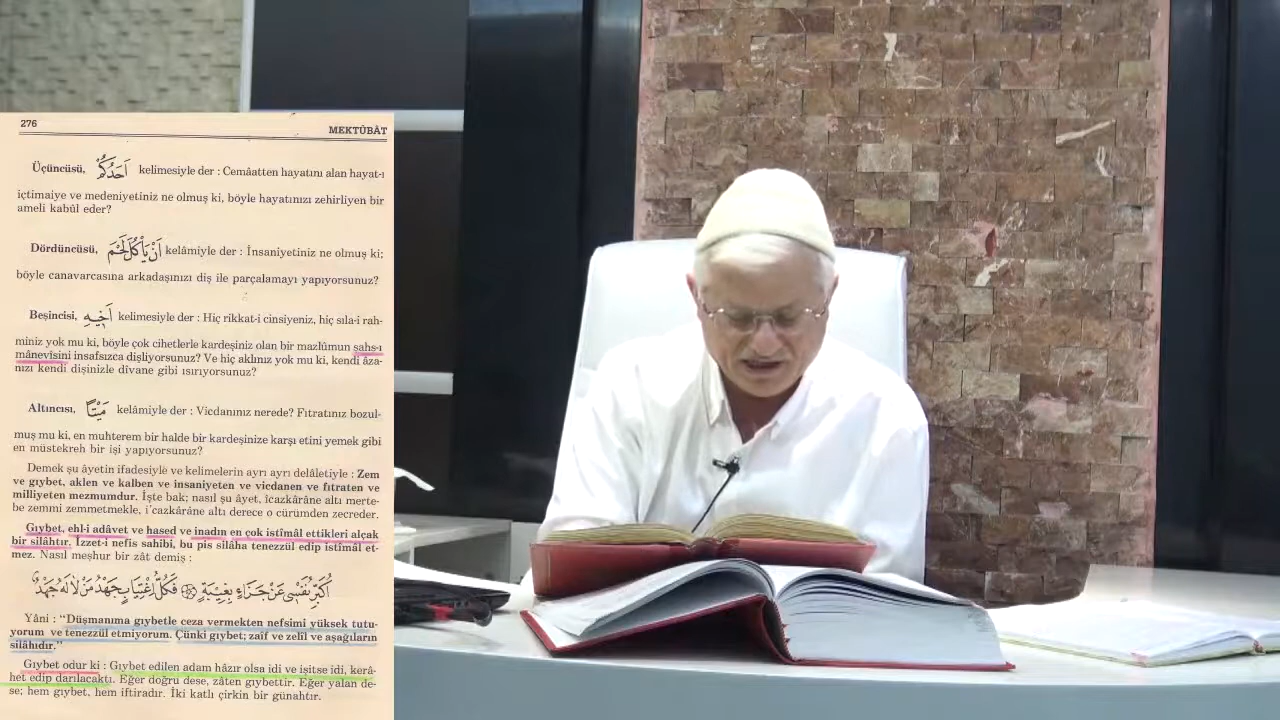 276
MEKTÛBÂT
Üçüncüsü, اَحَدُكُمْ kelimesiyle der : Cemâatten hayatını alan hayat-ı
içtimaiye ve medeniyetiniz ne olmuş ki, böyle hayatınızı zehirliyen bir
ameli kabûl eder?
Dördüncüsü, اَنْ يَاْكُلَ لَحْمَ kelâmiyle der : İnsaniyetiniz ne olmuş ki:
böyle canavarcasına arkadaşınızı diş ile parçalamayı yapıyorsunuz?
Beşincisi, اَخِيهِ kelimesiyle der : Hiç rikkat-i cinsiyeniz, hiç sıla-i rah-
miniz yok mu ki, böyle çok cihetlerle kardeşiniz olan bir mazlûmun şahs-ı
mânevîsini insafsızca dişliyorsunuz? Ve hiç aklınız yok mu ki, kendi âza-
nızı kendi dişinizle dîvane gibi ısırıyorsunuz?
Altıncısı, مَيْتًا kelâmiyle der : Vicdanınız nerede? Fıtratınız bozul-
muş mu ki, en muhterem bir halde bir kardeşinize karşı etini yemek gibi
en müstekreh bir işi yapıyorsunuz?
Demek şu âyetin ifadesiyle ve kelimelerin ayrı ayrı delâletiyle : Zem
ve gıybet, aklen ve kalben ve insaniyeten ve vicdanen ve fıtraten ve
milliyeten mezmumdur. İşte bak; nasıl şu âyet, îcazkârâne altı merte-
be zemmi zemmetmekle, i'cazkârâne altı derece o cürümden zecreder.
Gıybet, ehl-i adâvet ve hased ve inadın en çok istîmâl ettikleri alçak
bir silâhtır. İzzet-i nefis sahibi, bu pis silâha tenezzül edip istîmal et-
mez. Nasıl meşhur bir zât demiş :
اُكَبِّرُ نَفْسِى عَنْ جَزَاءٍ بِغِيْبَةٍ فَكُلُّ اغْتِيَابٍ جَهْدُ مَنْ لَا لَهُ جَهْدٌ
Yâni : "Düşmanıma gıybetle ceza vermekten nefsimi yüksek tutu-
yorum ve tenezzül etmiyorum. Çünki gıybet; zaîf ve zelîl ve aşağıların
silâhıdır."
Gıybet odur ki : Gıybet edilen adam hâzır olsa idi ve işitse idi, kerâ-
het edip darılacaktı. Eğer doğru dese, zâten gıybettir. Eğer yalan de-
se; hem gıybet, hem iftiradır. İki katlı çirkin bir günahtır.